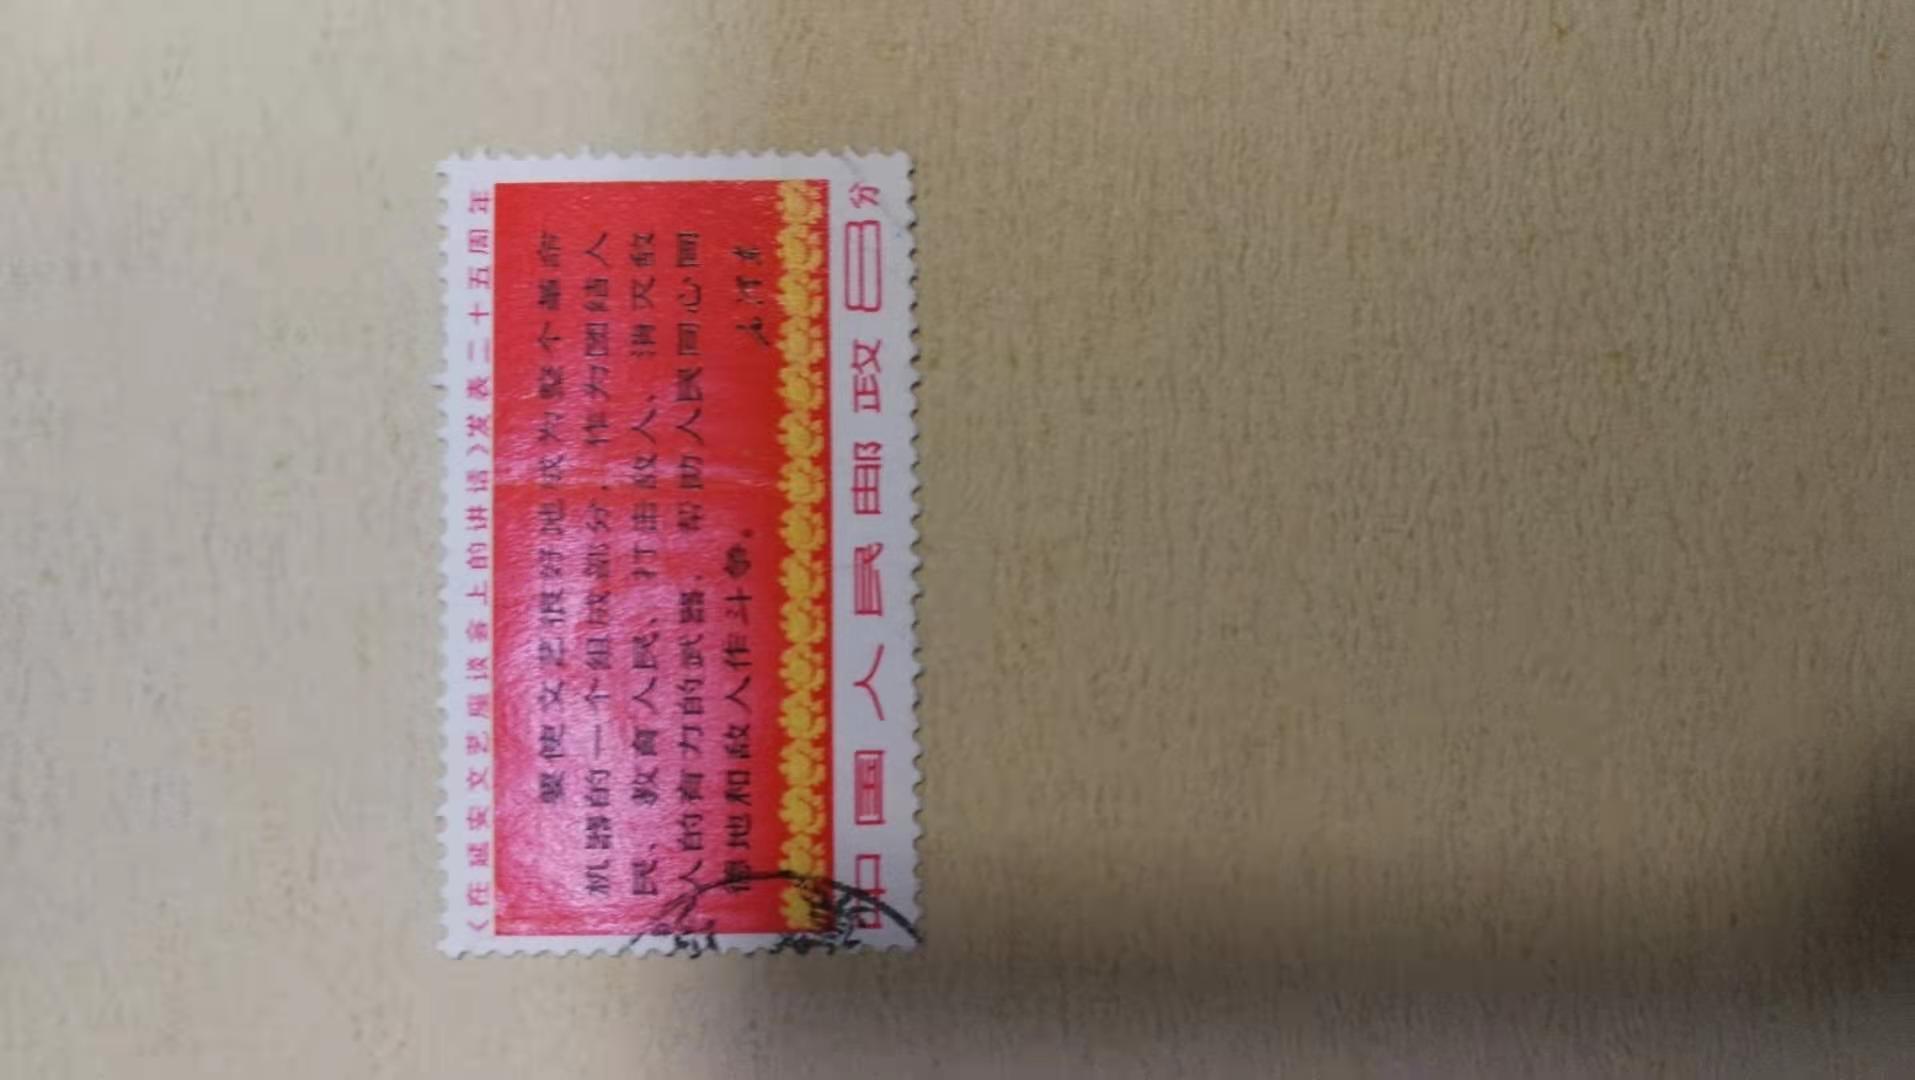 《在延安文艺座谈会上的讲话》发表二十五周年
要使文艺很好地成为整个革命
机器的一个组成部分，作为团结人
民、教育人民、打击敌人、消灭敌
人的有力的武器，帮助人民同心同
德地和敌人作斗争。
毛泽东
中国人民邮政 8分